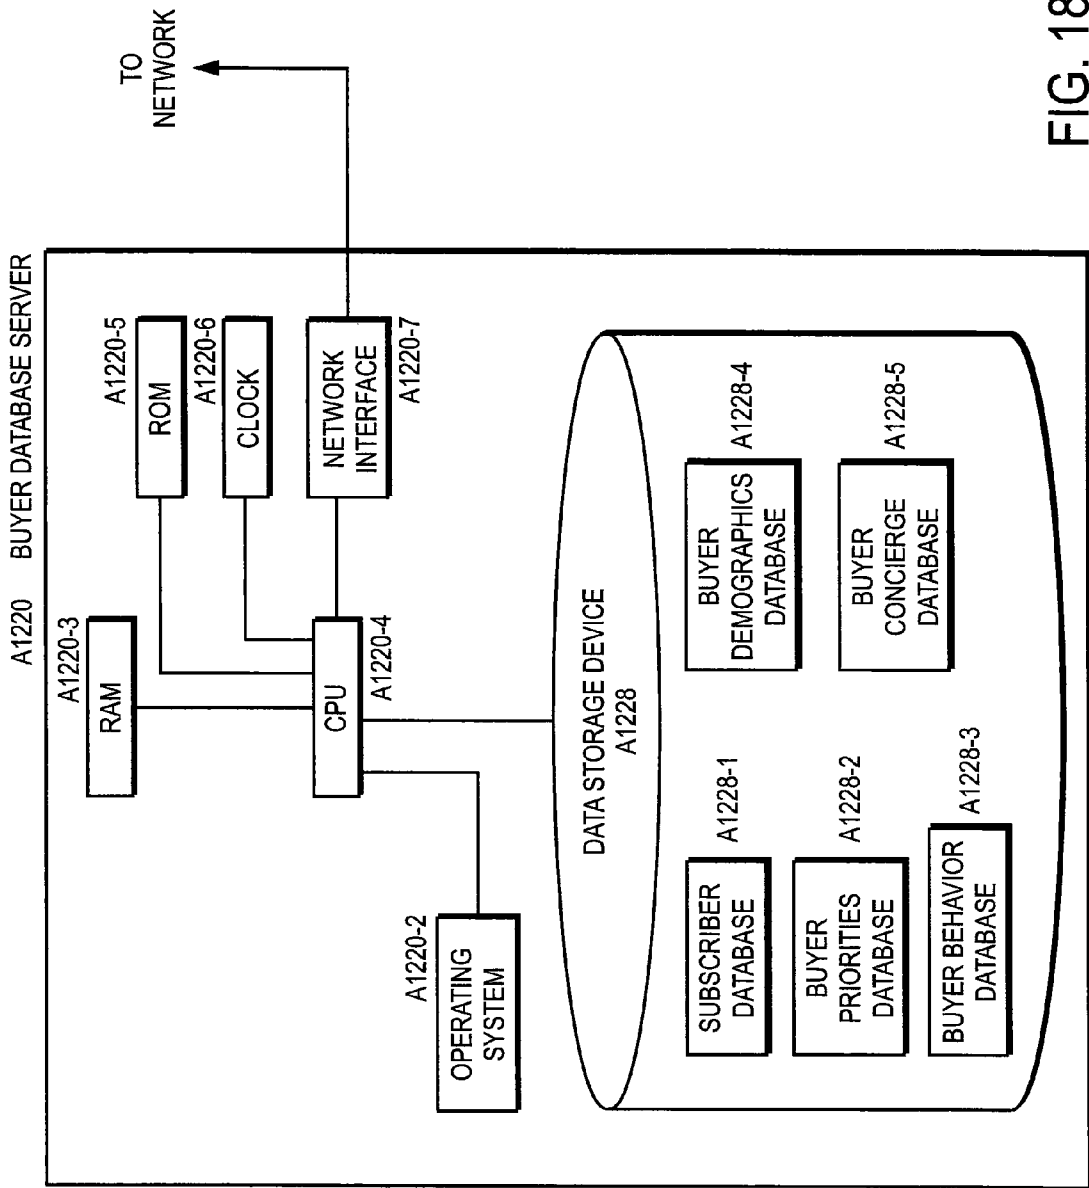 A1220 BUYER DATABASE SERVER
TO
NETWORK
A1220-3
RAM
A1220-5
ROM
A1220-6
CLOCK
NETWORK
INTERFACE
A1220-7
CPU
A1220-4
A1220-2
OPERATING
SYSTEM
DATA STORAGE DEVICE
A1228
SUBSCRIBER
DATABASE
A1228-1
BUYER
PRIORITIES
DATABASE
A1228-2
BUYER BEHAVIOR
DATABASE
A1228-3
BUYER
DEMOGRAPHICS
DATABASE
A1228-4
BUYER
CONCIERGE
DATABASE
A1228-5
FIG. 18